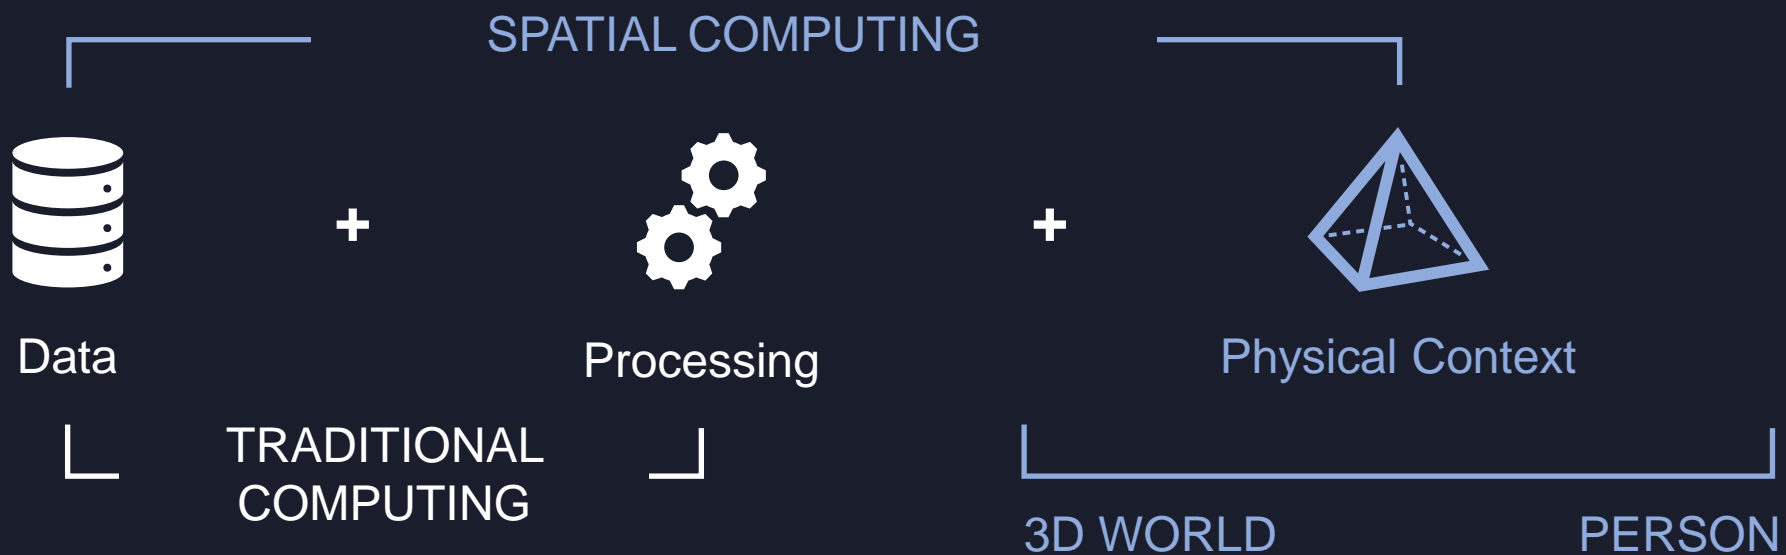 SPATIAL COMPUTING
+
+
Data
Processing
Physical Context
TRADITIONAL
COMPUTING
3D WORLD
PERSON